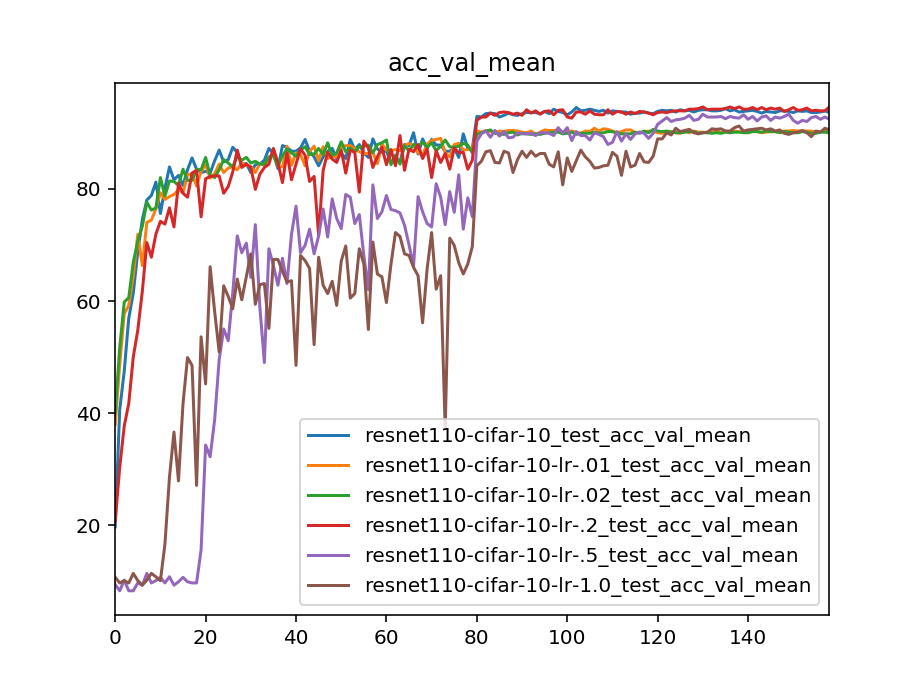 acc_val_mean
80
60
40
20
resnet110-cifar-10_test_acc_val_mean
resnet110-cifar-10-lr-.01_test_acc_val_mean
resnet110-cifar-10-lr-.02_test_acc_val_mean
resnet110-cifar-10-lr-.2_test_acc_val_mean
resnet110-cifar-10-lr-.5_test_acc_val_mean
resnet110-cifar-10-lr-1.0_test_acc_val_mean
0 20 40 60 80 100 120 140